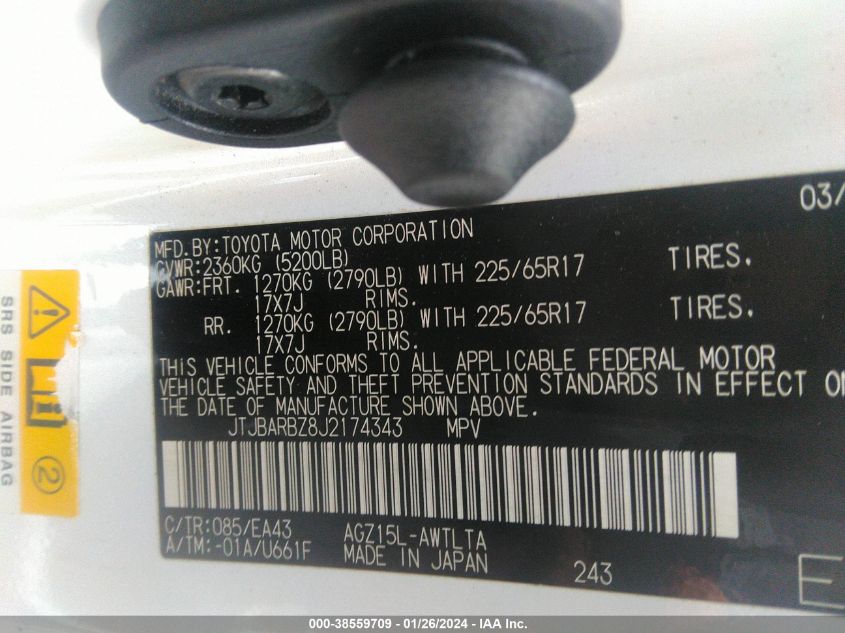 03/
MFD.BY:TOYOTA MOTOR CORPORATION
GVWR:2360KG (5200LB)
GAWR:FRT. 1270KG (2790LB) WITH 225/65R17 TIRES.
17X7J RIMS.
RR. 1270KG (2790LB) WITH 225/65R17 TIRES.
17X7J RIMS.
THIS VEHICLE CONFORMS TO ALL APPLICABLE FEDERAL MOTOR
VEHICLE SAFETY AND THEFT PREVENTION STANDARDS IN EFFECT ON
THE DATE OF MANUFACTURE SHOWN ABOVE.
JTJBARBZ8J2174343 MPV
C/TR:085/EA43 AGZ15L-AWTLTA
A/TM:-01A/U661F MADE IN JAPAN 243
E
SRS SIDE AIRBAG
2
000-38559709 - 01/26/2024 - IAA Inc.